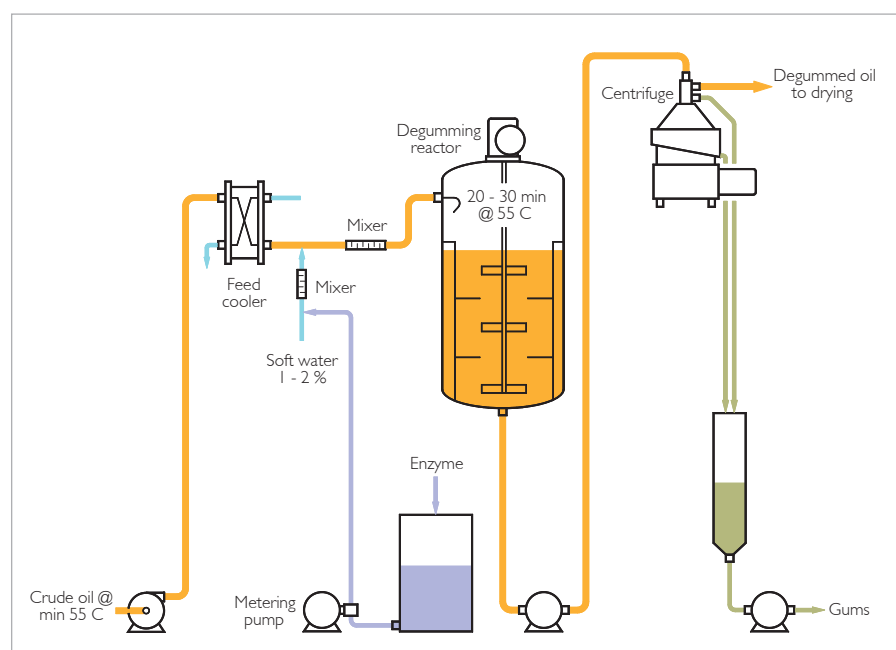 Centrifuge
Degummed oil
to drying
Degumming
reactor
20 - 30 min
@ 55 C
Mixer
Feed
cooler
Mixer
Soft water
1 - 2 %
Enzyme
Crude oil @
min 55 C
Metering
pump
Gums